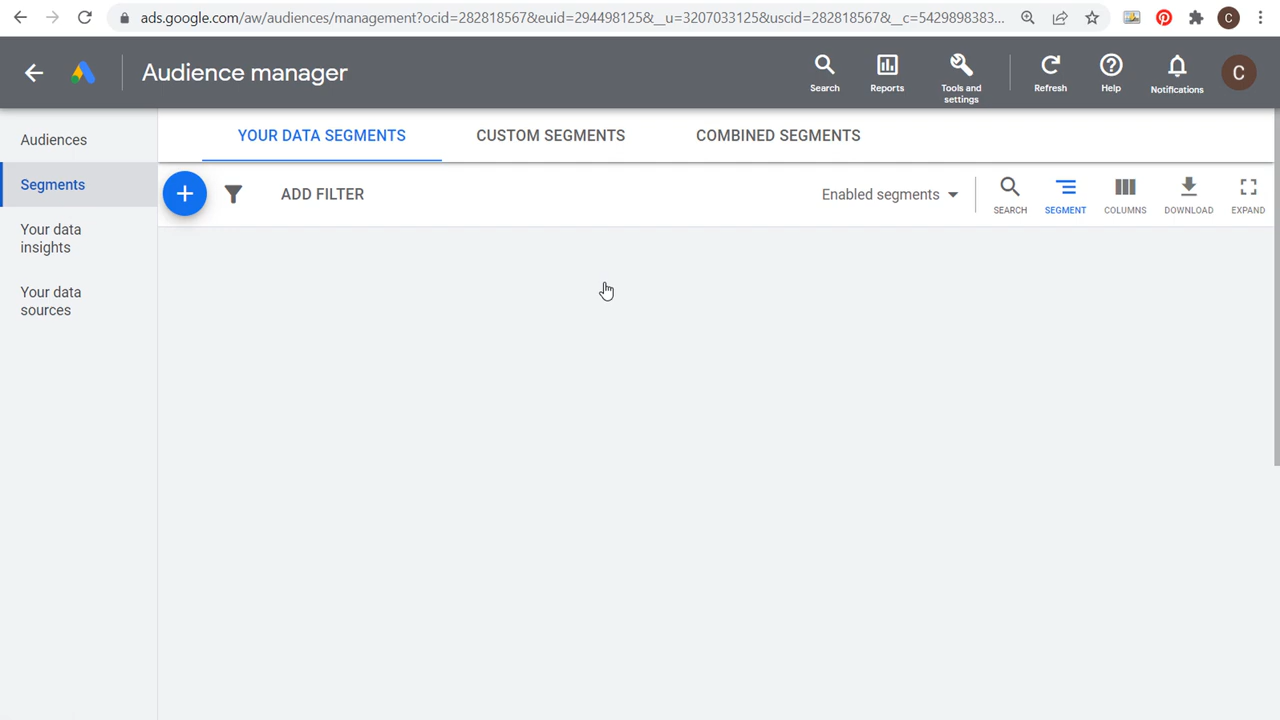 ads.google.com/aw/audiences/management?ocid=282818567&euid=294498125&__u=3207033125&uscid=282818567&__c=5429898383...
C
Audience manager
Search
Reports
Tools and
settings
Refresh
Help
Notifications
C
Audiences
Segments
Your data
insights
Your data
sources
YOUR DATA SEGMENTS
CUSTOM SEGMENTS
COMBINED SEGMENTS
ADD FILTER
Enabled segments
SEARCH
SEGMENT
COLUMNS
DOWNLOAD
EXPAND